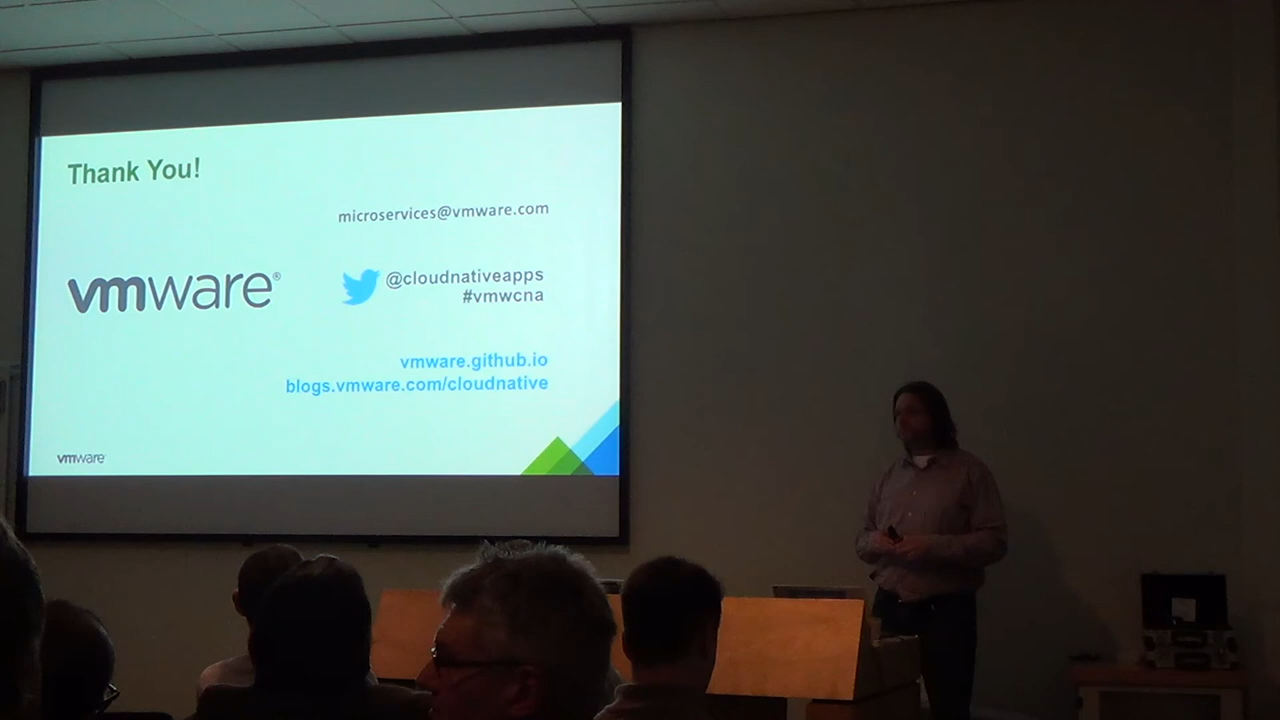 Thank You!
microservices@vmware.com
vmware®
@cloudnativeapps
#vmwcna
vmware.github.io
blogs.vmware.com/cloudnative
vmware